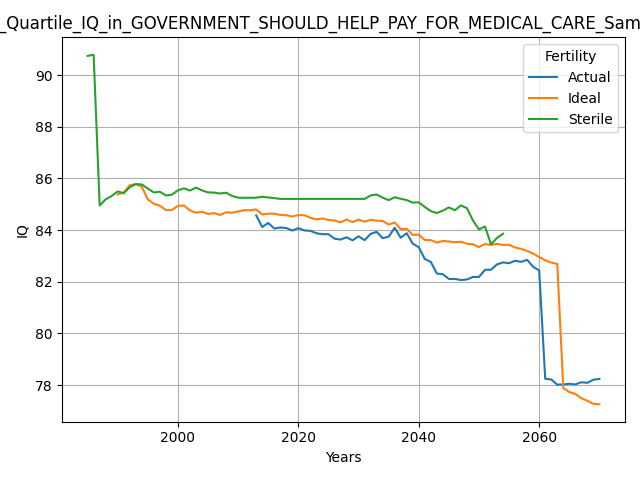 _Quartile_IQ_in_GOVERNMENT_SHOULD_HELP_PAY_FOR_MEDICAL_CARE_Sam
Fertility
Actual
Ideal
Sterile
IQ
90
88
86
84
82
80
78
2000
2020
2040
2060
Years